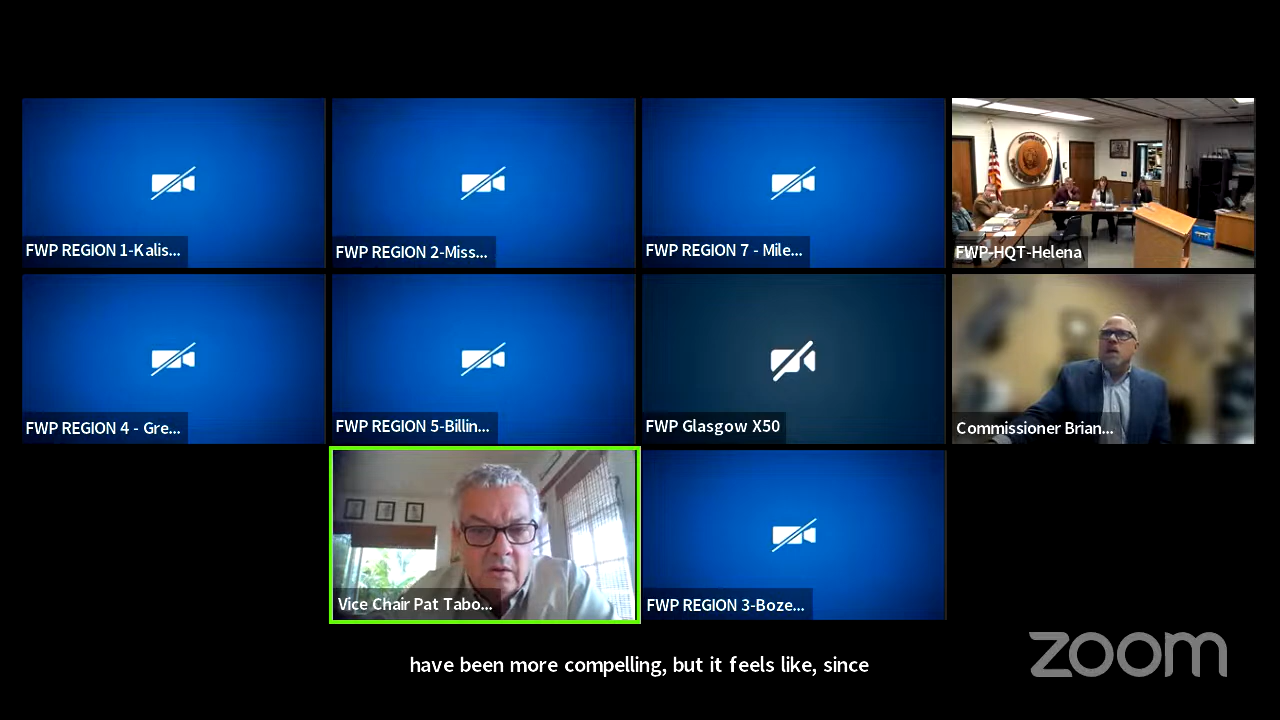 FWP REGION 1-Kalis...
FWP REGION 2-Miss...
FWP REGION 7 - Mile...
FWP-HQT-Helena
FWP REGION 4 - Gre...
FWP REGION 5-Billin...
FWP Glasgow X50
Commissioner Brian...
Vice Chair Pat Tabo...
FWP REGION 3-Boze...
have been more compelling, but it feels like, since
zoom